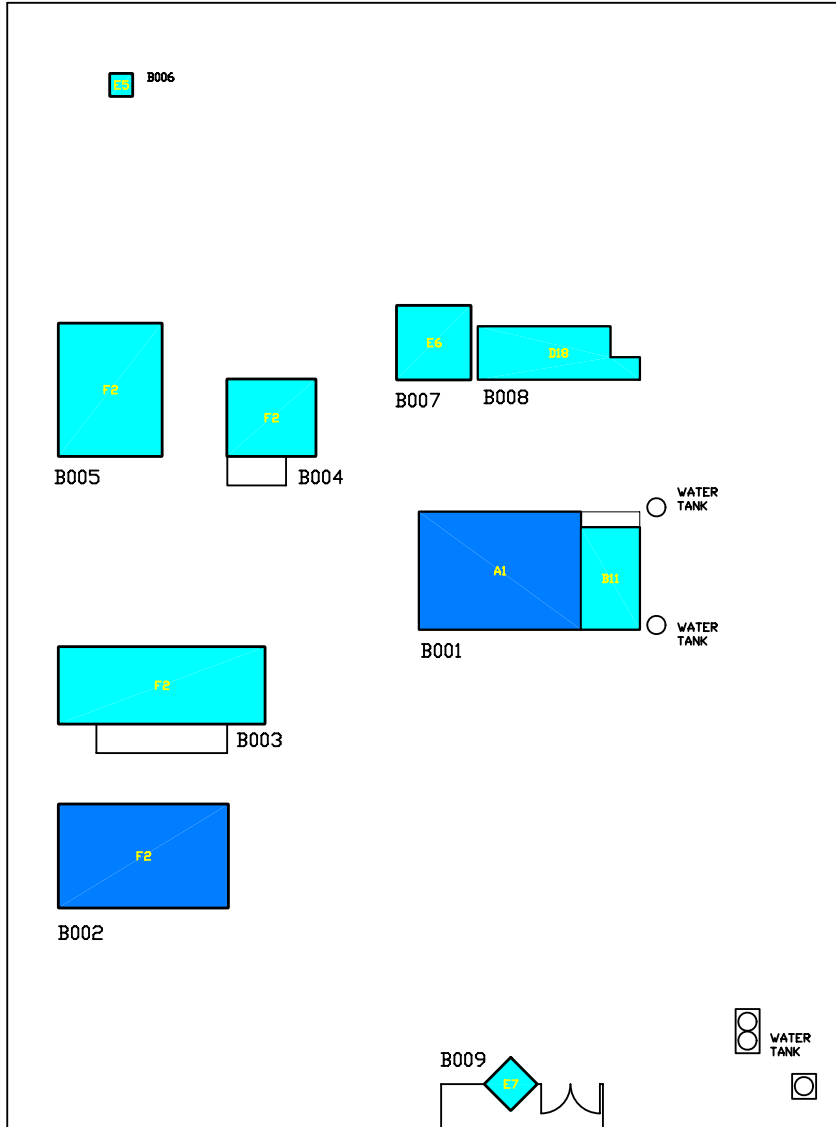 E5
B006
E6
D18
F2
F2
B007
B008
B005
B004
WATER
TANK
A1
B11
WATER
TANK
B001
F2
B003
F2
B002
WATER
TANK
B009
E7